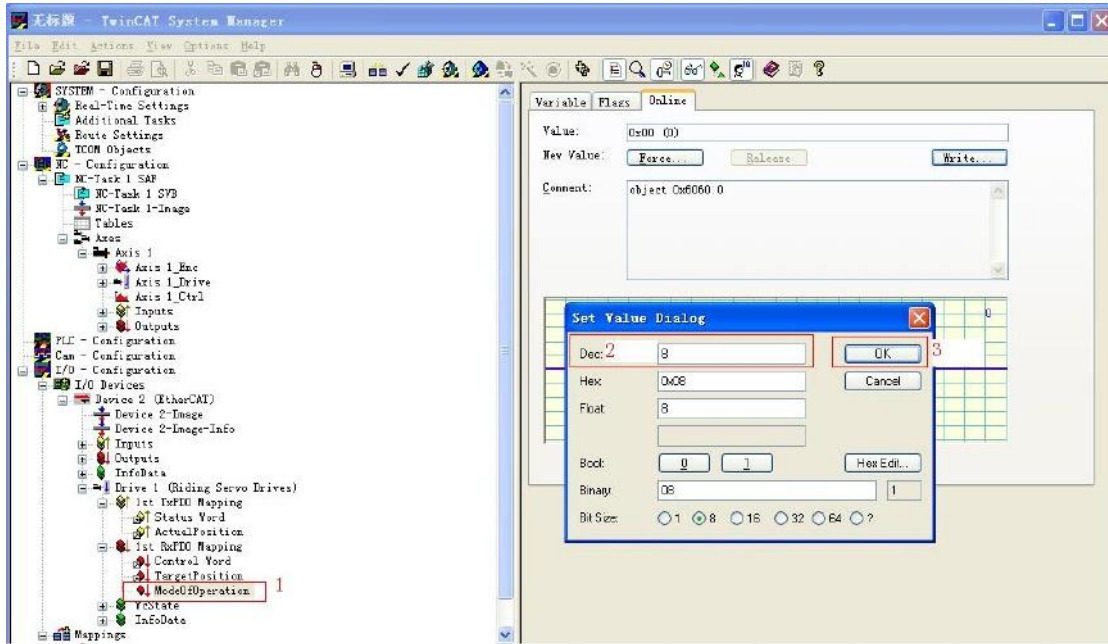 无标题 - TwinCAT System Manager
File Edit Actions View Options Help
SYSTEM - Configuration
Real-Time Settings
Additional Tasks
Route Settings
TCOM Objects
NC - Configuration
NC-Task 1 SAF
NC-Task 1 SVB
NC-Task 1-Image
Tables
Axes
Axis 1
Axis 1_Enc
Axis 1_Drive
Axis 1_Ctrl
Inputs
Outputs
PLC - Configuration
Cam - Configuration
I/O - Configuration
I/O Devices
Device 2 (EtherCAT)
Device 2-Image
Device 2-Image-Info
Inputs
Outputs
InfoData
Drive 1 (Riding Servo Drives)
1st TxPDO Mapping
Status Word
ActualPosition
1st RxPDO Mapping
Control Word
TargetPosition
ModeOfOperation 1
WcState
InfoData
Mappings
Variable Flags Online
Value: 0x00 (0)
New Value: Force... Release Write...
Comment: object 0x6060 0
0
Set Value Dialog
Dec: 2 8 OK 3
Hex: 0x08 Cancel
Float: 8
Bool: 0 1 Hex Edit...
Binary: 08 1
Bit Size: 1 8 16 32 64 ?